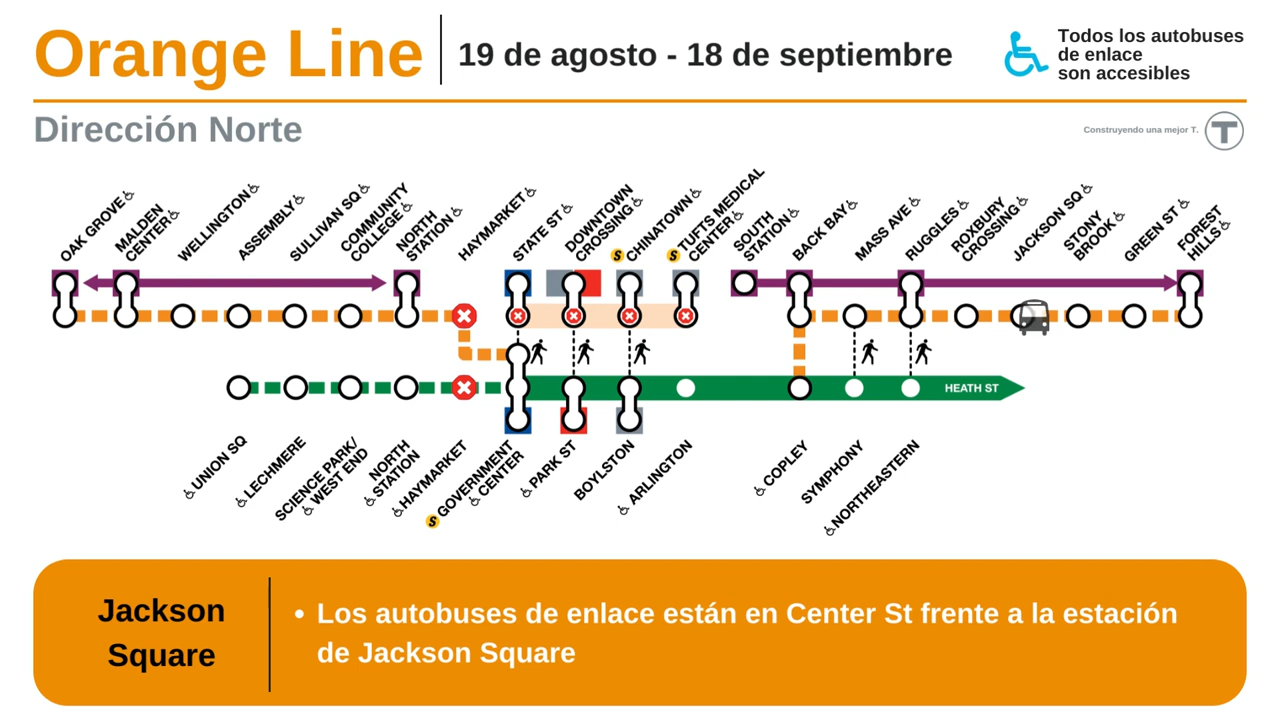 Orange Line
19 de agosto - 18 de septiembre
Todos los autobuses
de enlace
son accesibles
Dirección Norte
Construyendo una mejor T.
T
OAK GROVE
MALDEN
CENTER
WELLINGTON
ASSEMBLY
SULLIVAN SQ
COMMUNITY
COLLEGE
NORTH
STATION
HAYMARKET
STATE ST
DOWNTOWN
CROSSING
S CHINATOWN
S TUFTS MEDICAL
CENTER
SOUTH
STATION
BACK BAY
MASS AVE
RUGGLES
ROXBURY
CROSSING
JACKSON SQ
STONY
BROOK
GREEN ST
FOREST
HILLS
HEATH ST
UNION SQ
LECHMERE
SCIENCE PARK/
WEST END
NORTH
STATION
HAYMARKET
S GOVERNMENT
CENTER
PARK ST
BOYLSTON
ARLINGTON
COPLEY
SYMPHONY
NORTHEASTERN
Jackson
Square
• Los autobuses de enlace están en Center St frente a la estación
de Jackson Square